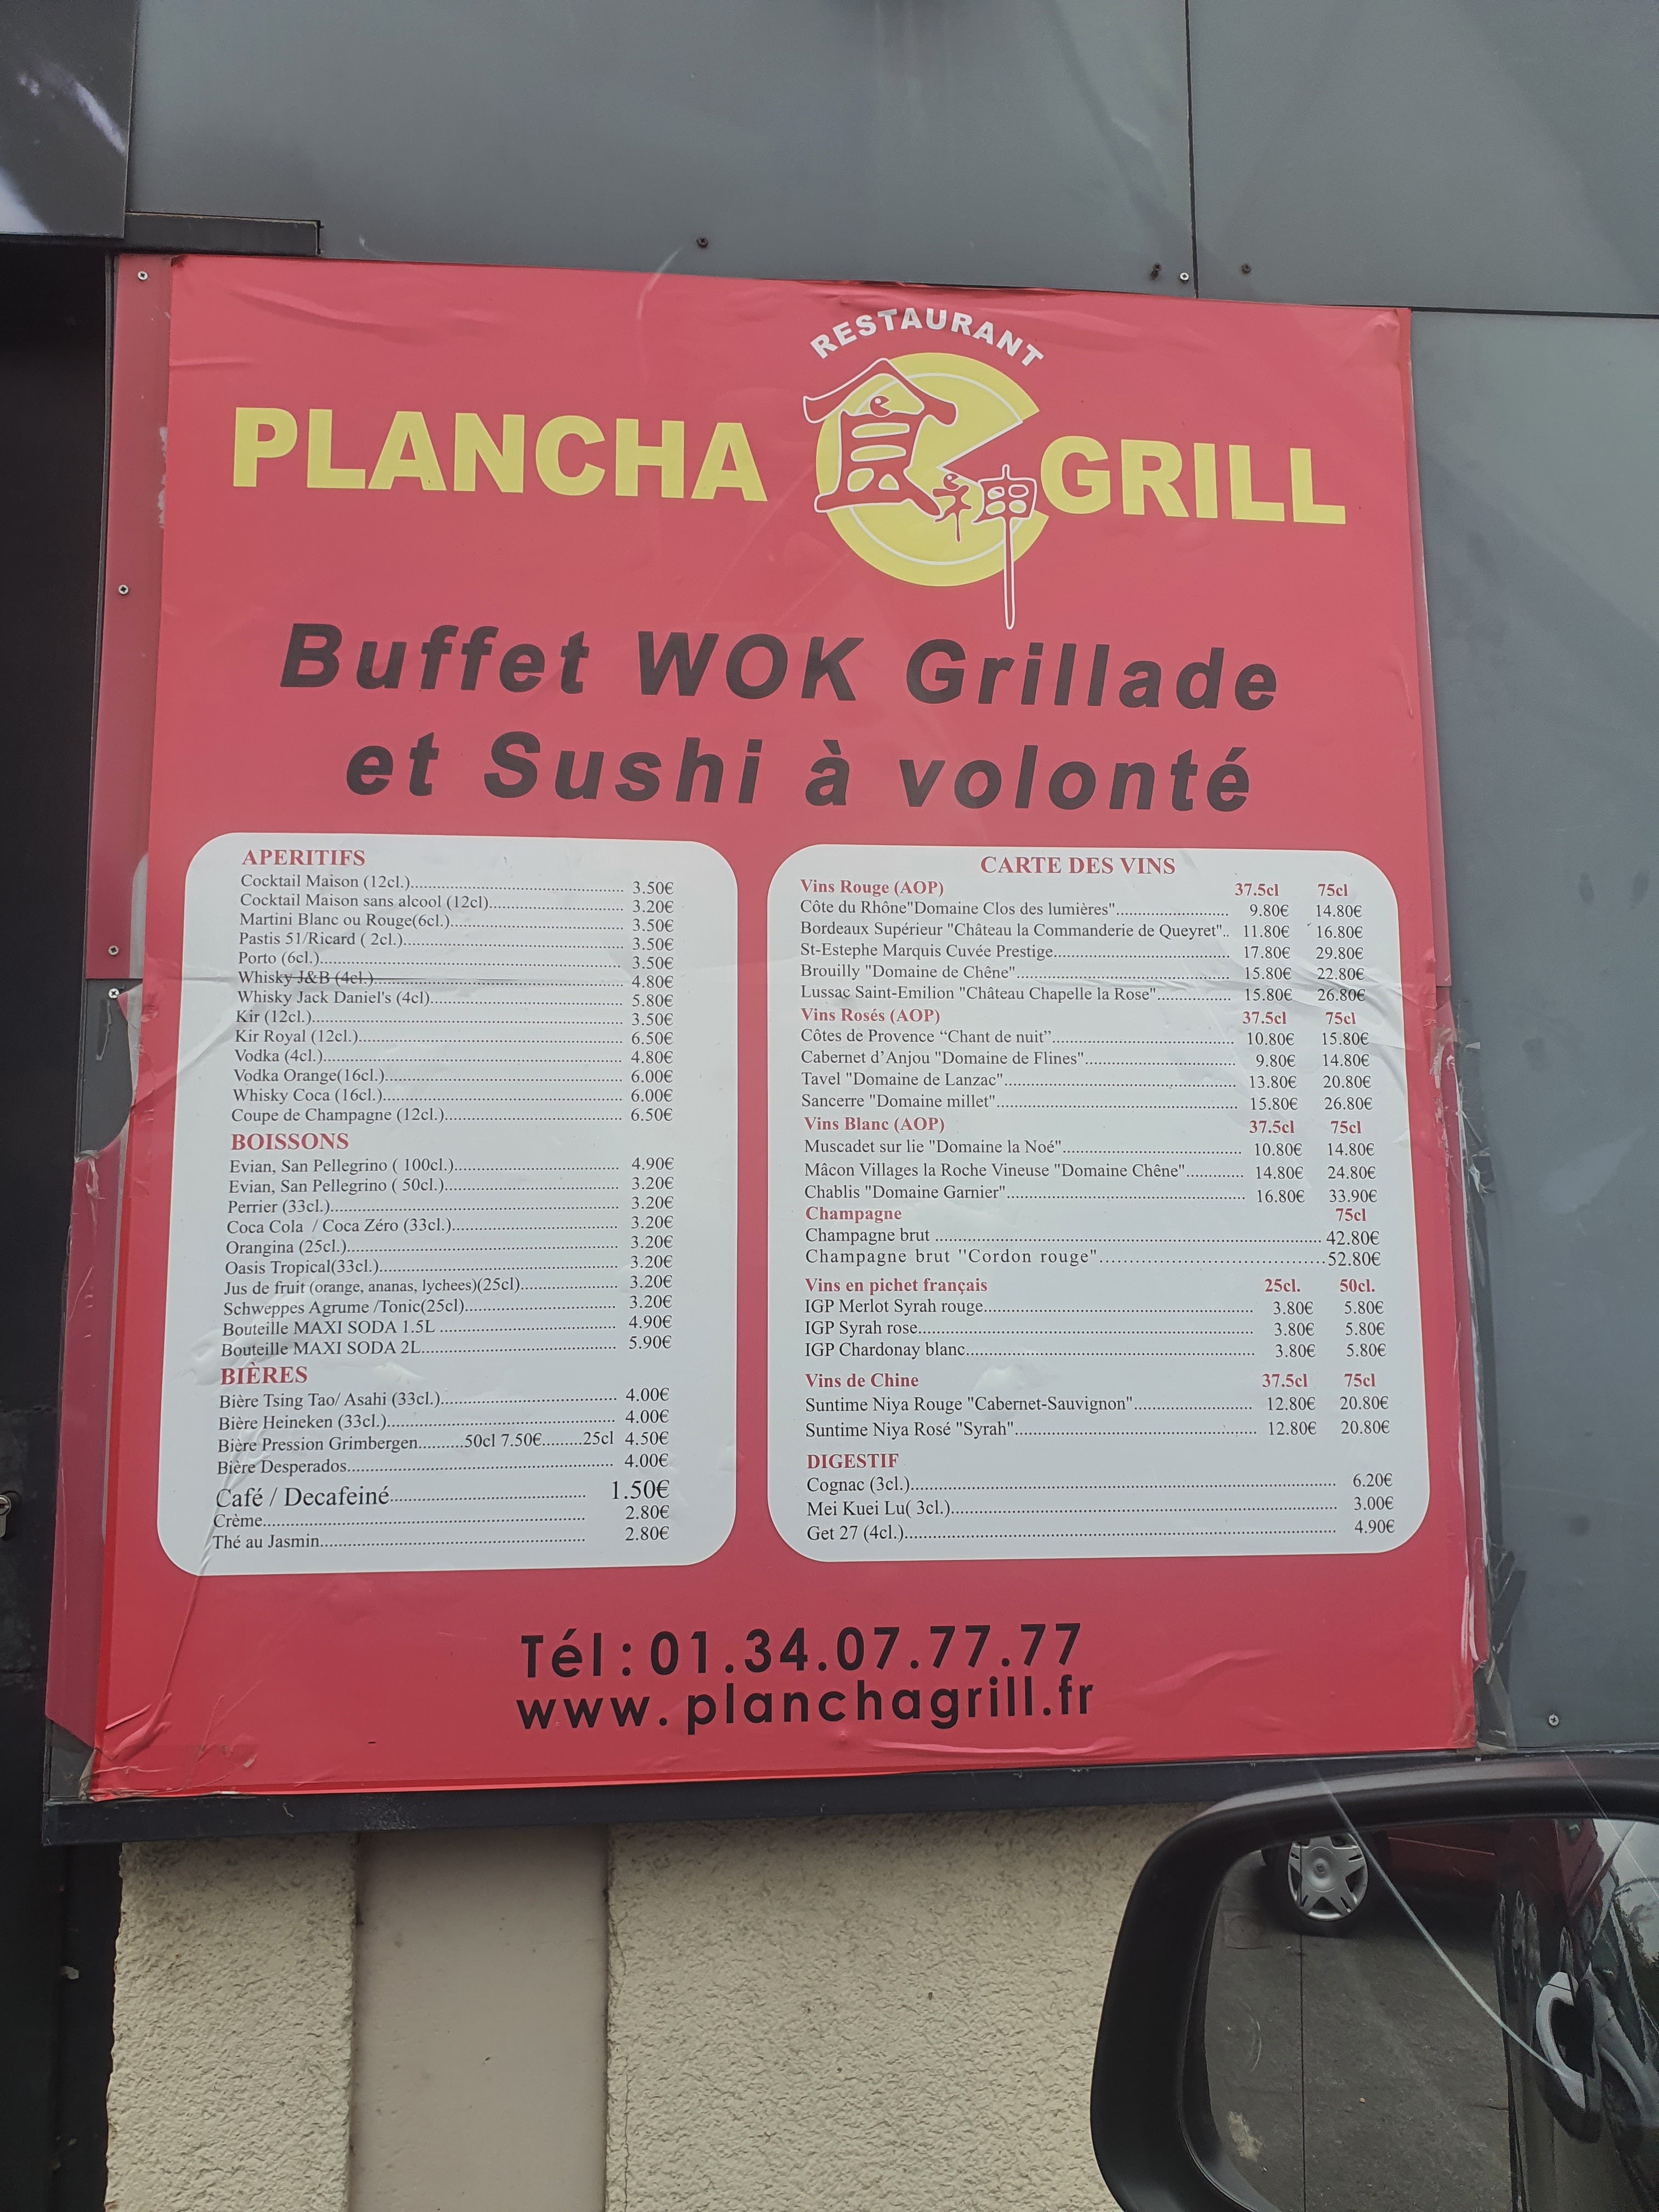 RESTAURANT
PLANCHA GRILL
Buffet WOK Grillade
et Sushi à volonté
APERITIFS
Cocktail Maison (12cl.)........ 3.50€
Cocktail Maison sans alcool (12cl)........ 3.20€
Martini Blanc ou Rouge(6cl.)........ 3.50€
Pastis 51/Ricard ( 2cl.)........ 3.50€
Porto (6cl.)........ 3.50€
Whisky J&B (4cl.)........ 4.80€
Whisky Jack Daniel's (4cl)........ 5.80€
Kir (12cl.)........ 3.50€
Kir Royal (12cl.)........ 6.50€
Vodka (4cl.)........ 4.80€
Vodka Orange(16cl.)........ 6.00€
Whisky Coca (16cl.)........ 6.00€
Coupe de Champagne (12cl.)........ 6.50€
BOISSONS
Evian, San Pellegrino ( 100cl.)........ 4.90€
Evian, San Pellegrino ( 50cl.)........ 3.20€
Perrier (33cl.)........ 3.20€
Coca Cola / Coca Zéro (33cl.)........ 3.20€
Orangina (25cl.)........ 3.20€
Oasis Tropical(33cl.)........ 3.20€
Jus de fruit (orange, ananas, lychees)(25cl)........ 3.20€
Schweppes Agrume /Tonic(25cl)........ 3.20€
Bouteille MAXI SODA 1.5L ........ 4.90€
Bouteille MAXI SODA 2L........ 5.90€
BIÈRES
Bière Tsing Tao/ Asahi (33cl.)........ 4.00€
Bière Heineken (33cl.)........ 4.00€
Bière Pression Grimbergen..........50cl 7.50€.........25cl 4.50€
Bière Desperados........ 4.00€
Café / Decafeiné........ 1.50€
Crème........ 2.80€
Thé au Jasmin........ 2.80€
CARTE DES VINS
Vins Rouge (AOP) 37.5cl 75cl
Côte du Rhône"Domaine Clos des lumières"........ 9.80€ 14.80€
Bordeaux Supérieur "Château la Commanderie de Queyret".. 11.80€ 16.80€
St-Estephe Marquis Cuvée Prestige........ 17.80€ 29.80€
Brouilly "Domaine de Chêne"........ 15.80€ 22.80€
Lussac Saint-Emilion "Château Chapelle la Rose"........ 15.80€ 26.80€
Vins Rosés (AOP) 37.5cl 75cl
Côtes de Provence “Chant de nuit”........ 10.80€ 15.80€
Cabernet d’Anjou "Domaine de Flines"........ 9.80€ 14.80€
Tavel "Domaine de Lanzac"........ 13.80€ 20.80€
Sancerre "Domaine millet"........ 15.80€ 26.80€
Vins Blanc (AOP) 37.5cl 75cl
Muscadet sur lie "Domaine la Noé"........ 10.80€ 14.80€
Mâcon Villages la Roche Vineuse "Domaine Chêne"........ 14.80€ 24.80€
Chablis "Domaine Garnier"........ 16.80€ 33.90€
Champagne 75cl
Champagne brut ........ 42.80€
Champagne brut "Cordon rouge"........ 52.80€
Vins en pichet français 25cl. 50cl.
IGP Merlot Syrah rouge........ 3.80€ 5.80€
IGP Syrah rose........ 3.80€ 5.80€
IGP Chardonay blanc........ 3.80€ 5.80€
Vins de Chine 37.5cl 75cl
Suntime Niya Rouge "Cabernet-Sauvignon"........ 12.80€ 20.80€
Suntime Niya Rosé "Syrah"........ 12.80€ 20.80€
DIGESTIF
Cognac (3cl.)........ 6.20€
Mei Kuei Lu( 3cl.)........ 3.00€
Get 27 (4cl.)........ 4.90€
Tél : 01.34.07.77.77
www.planchagrill.fr